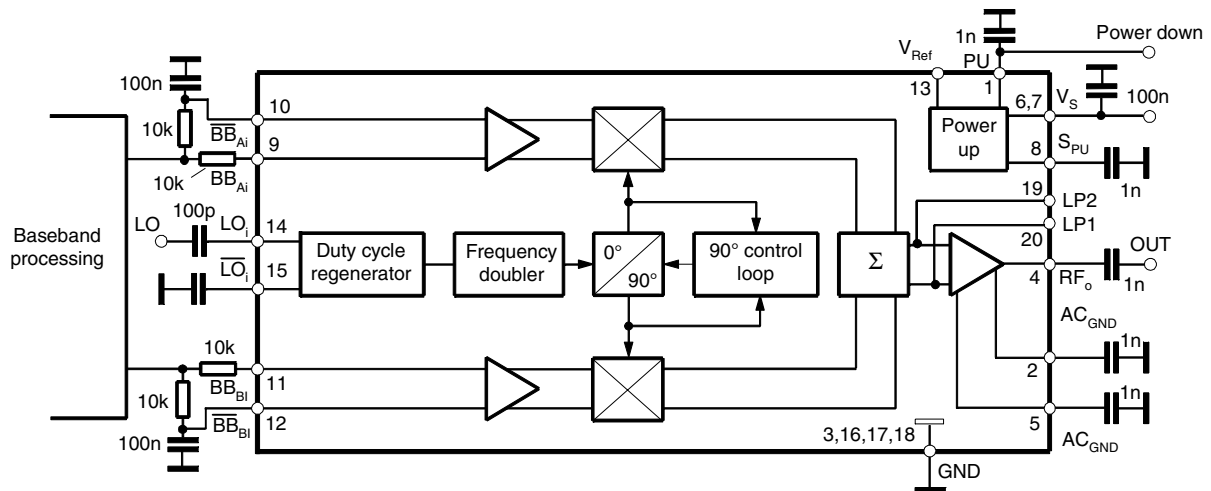 1n
Power down
V_Ref
PU
100n
13
1
6,7
V_S
100n
10
10k
B̅B̅_Ai
Power
up
9
8
S_PU
10k
BB_Ai
1n
19
LP2
100p
LO
LO_i
14
LP1
Baseband
processing
Duty cycle
regenerator
Frequency
doubler
0°
90°
90° control
loop
Σ
20
OUT
L̅O̅_i
15
4
RF_o
1n
AC_GND
10k
1n
BB_BI
11
2
10k
1n
B̅B̅_BI
12
5
100n
3,16,17,18
AC_GND
GND